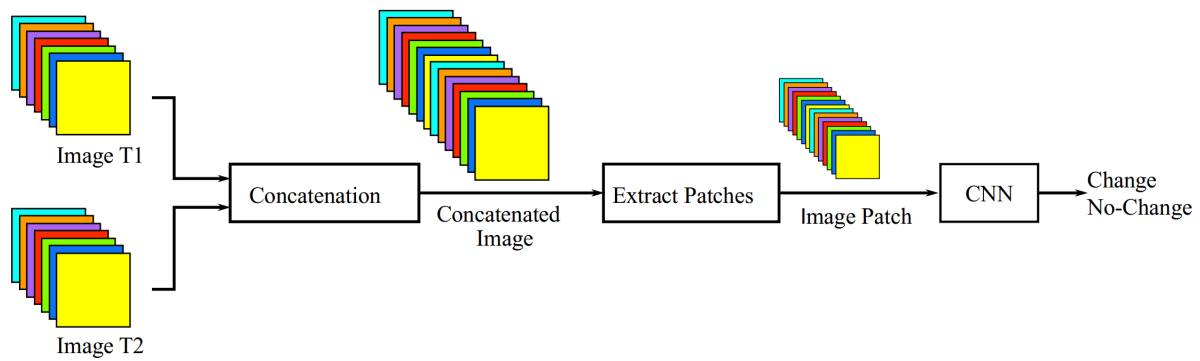 Image T1
Concatenation
Concatenated
Image
Extract Patches
Image Patch
CNN
Change
No-Change
Image T2